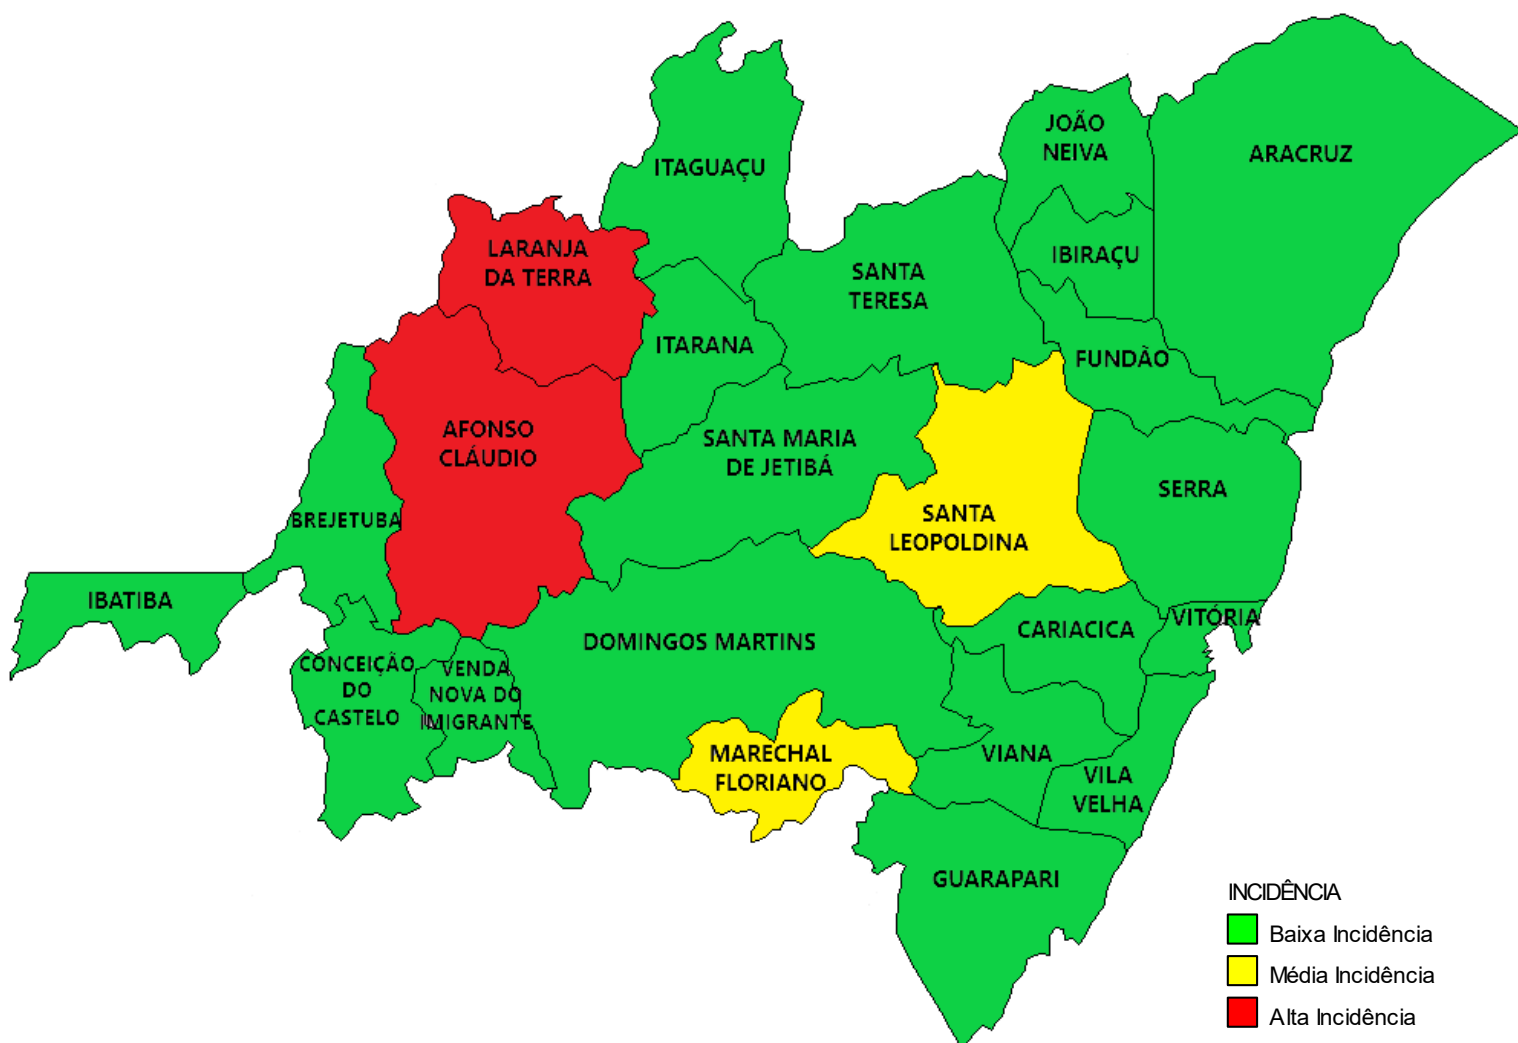 JOÃO
NEIVA
ARACRUZ
ITAGUAÇU
LARANJA
DA TERRA
IBIRAÇU
SANTA
TERESA
ITARANA
FUNDÃO
AFONSO
CLÁUDIO
SANTA MARIA
DE JETIBÁ
SERRA
BREJETUBA
SANTA
LEOPOLDINA
IBATIBA
VITÓRIA
CARIACICA
DOMINGOS MARTINS
CONCEIÇÃO
DO
CASTELO
VENDA
NOVA DO
IMIGRANTE
MARECHAL
FLORIANO
VIANA
VILA
VELHA
GUARAPARI
INCIDÊNCIA
Baixa Incidência
Média Incidência
Alta Incidência